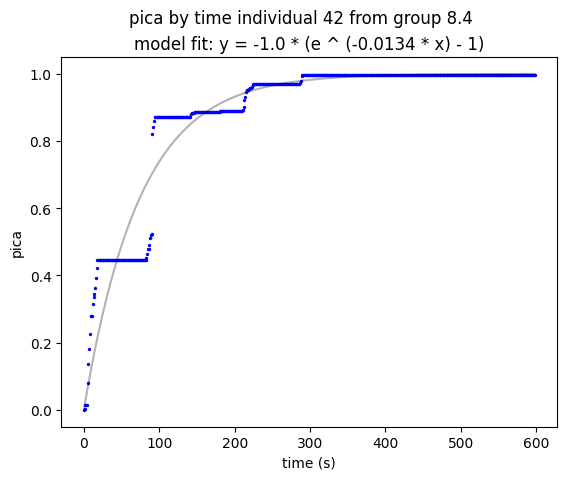 pica by time individual 42 from group 8.4
model fit: y = -1.0 * (e ^ (-0.0134 * x) - 1)
1.0
0.8
0.6
0.4
0.2
0.0
pica
0 100 200 300 400 500 600
time (s)